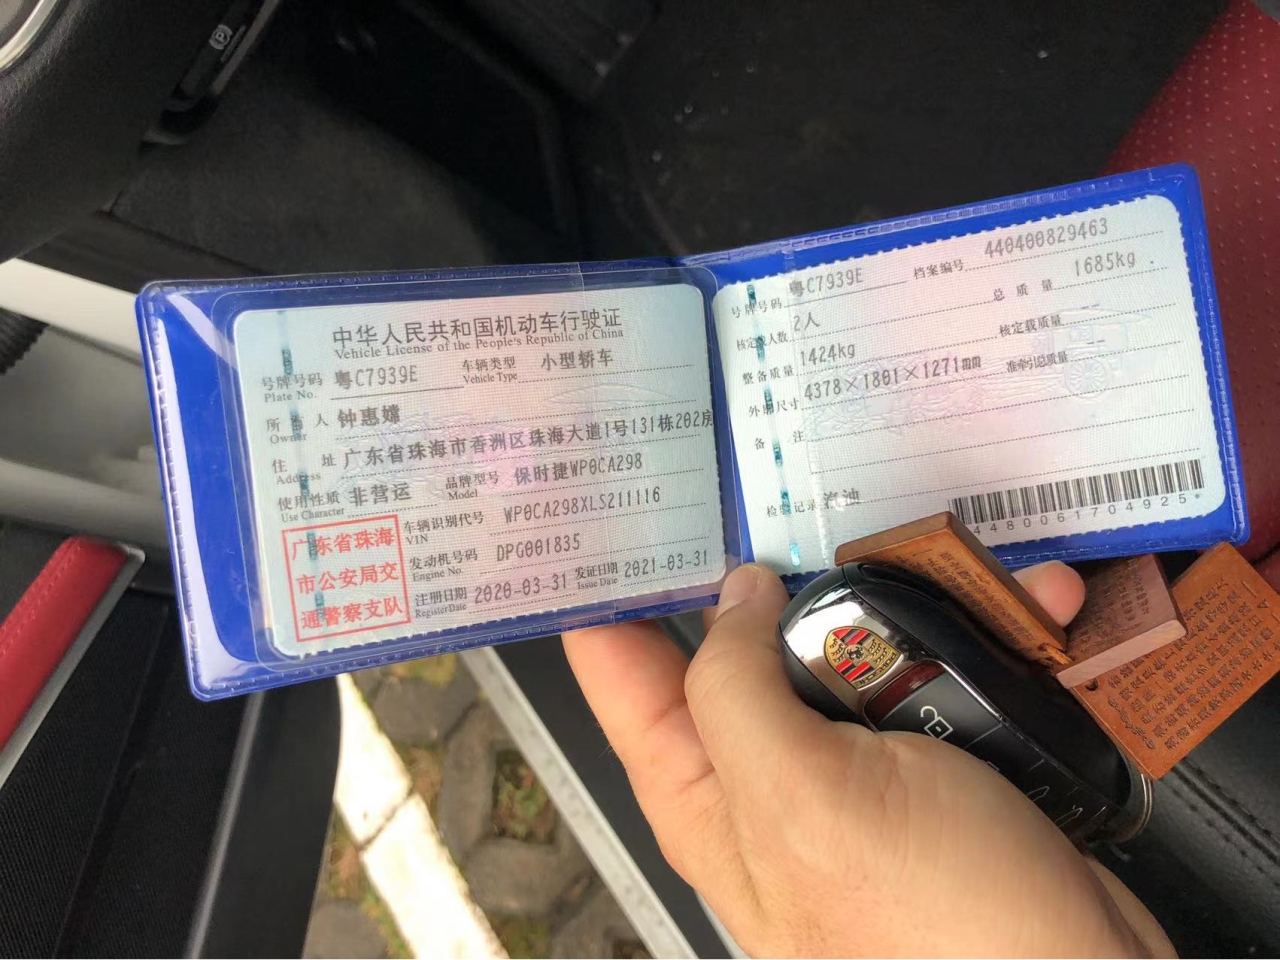 中华人民共和国机动车行驶证
Vehicle License of the People's Republic of China
号牌号码 粤C7939E 车辆类型 小型轿车
Plate No. Vehicle Type
所有人 钟惠嫦
Owner
住址 广东省珠海市香洲区珠海大道1号131栋202房
Address
使用性质 非营运 品牌型号 保时捷WP0CA298
Use Character Model
广东省珠海
市公安局交
通警察支队
车辆识别代号 WP0CA298XLS211116
VIN
发动机号码 DPG001835
Engine No.
注册日期 2020-03-31 发证日期 2021-03-31
Register Date Issue Date
号牌号码 粤C7939E 档案编号 440400829463
核定载人数 2人 总质量 1685kg
整备质量 1424kg 核定载质量 --
外廓尺寸 4378×1801×1271mm 准牵引总质量 --
备注
检验记录 汽油
4480061704925*
P